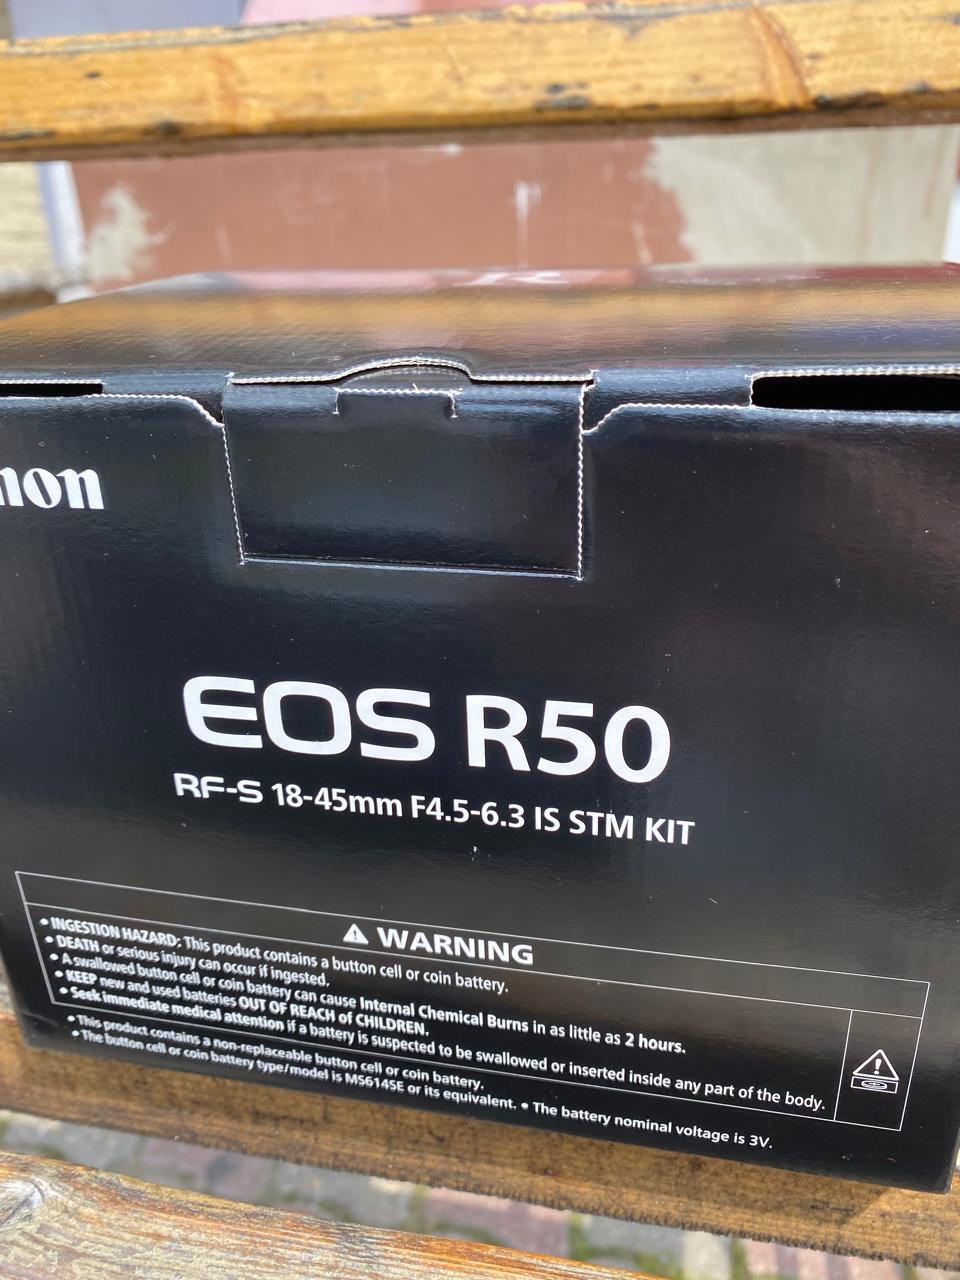 non
EOS R50
RF-S 18-45mm F4.5-6.3 IS STM KIT
WARNING
• INGESTION HAZARD: This product contains a button cell or coin battery.
• DEATH or serious injury can occur if ingested.
• A swallowed button cell or coin battery can cause Internal Chemical Burns in as little as 2 hours.
• KEEP new and used batteries OUT OF REACH of CHILDREN.
• Seek immediate medical attention if a battery is suspected to be swallowed or inserted inside any part of the body.
• This product contains a non-replaceable button cell or coin battery.
• The button cell or coin battery type/model is MS614SE or its equivalent. • The battery nominal voltage is 3V.